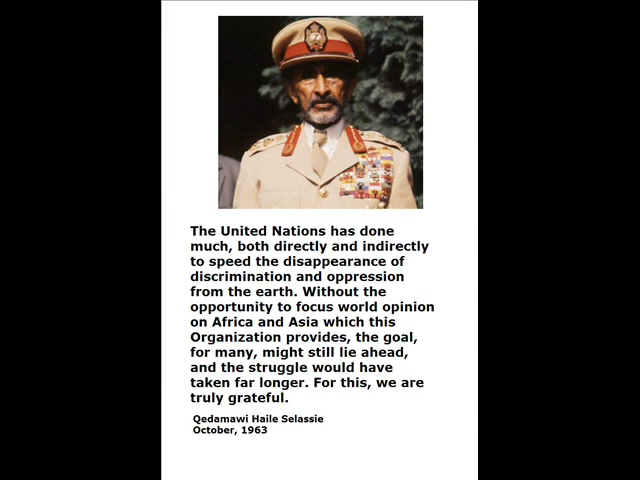 The United Nations has done
much, both directly and indirectly
to speed the disappearance of
discrimination and oppression
from the earth. Without the
opportunity to focus world opinion
on Africa and Asia which this
Organization provides, the goal,
for many, might still lie ahead,
and the struggle would have
taken far longer. For this, we are
truly grateful.
Qedamawi Haile Selassie
October, 1963